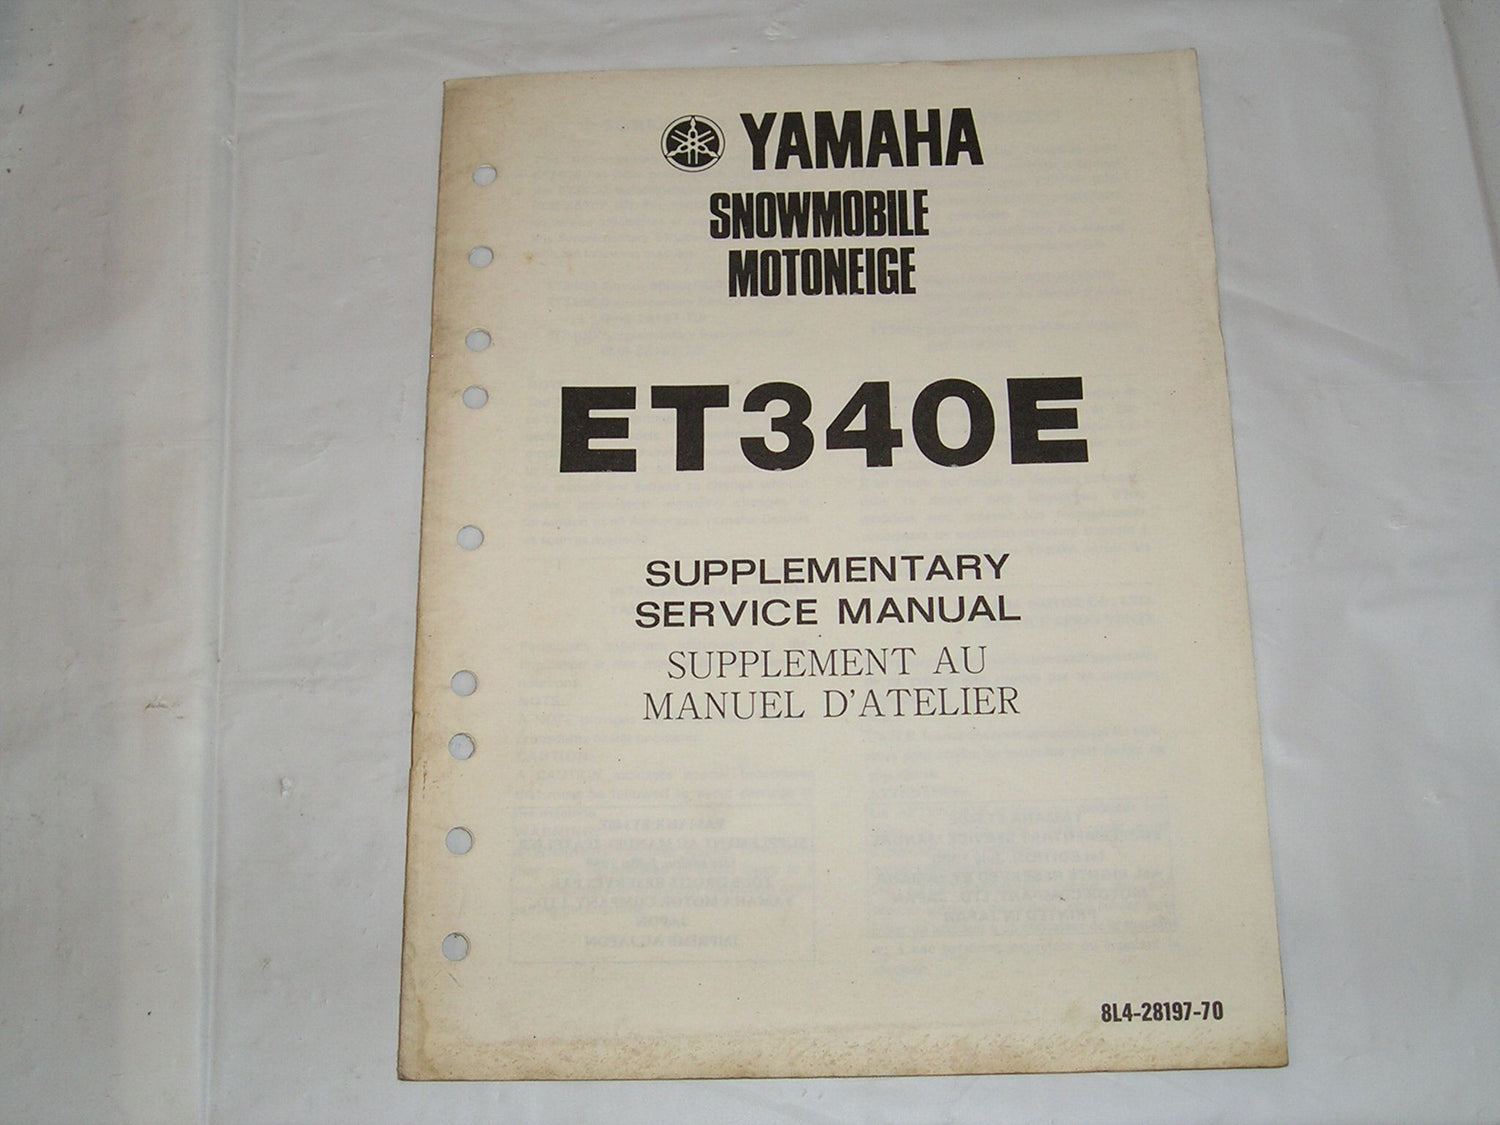 YAMAHA
SNOWMOBILE
MOTONEIGE
ET340E
SUPPLEMENTARY
SERVICE MANUAL
SUPPLEMENT AU
MANUEL D'ATELIER
8L4-28197-70